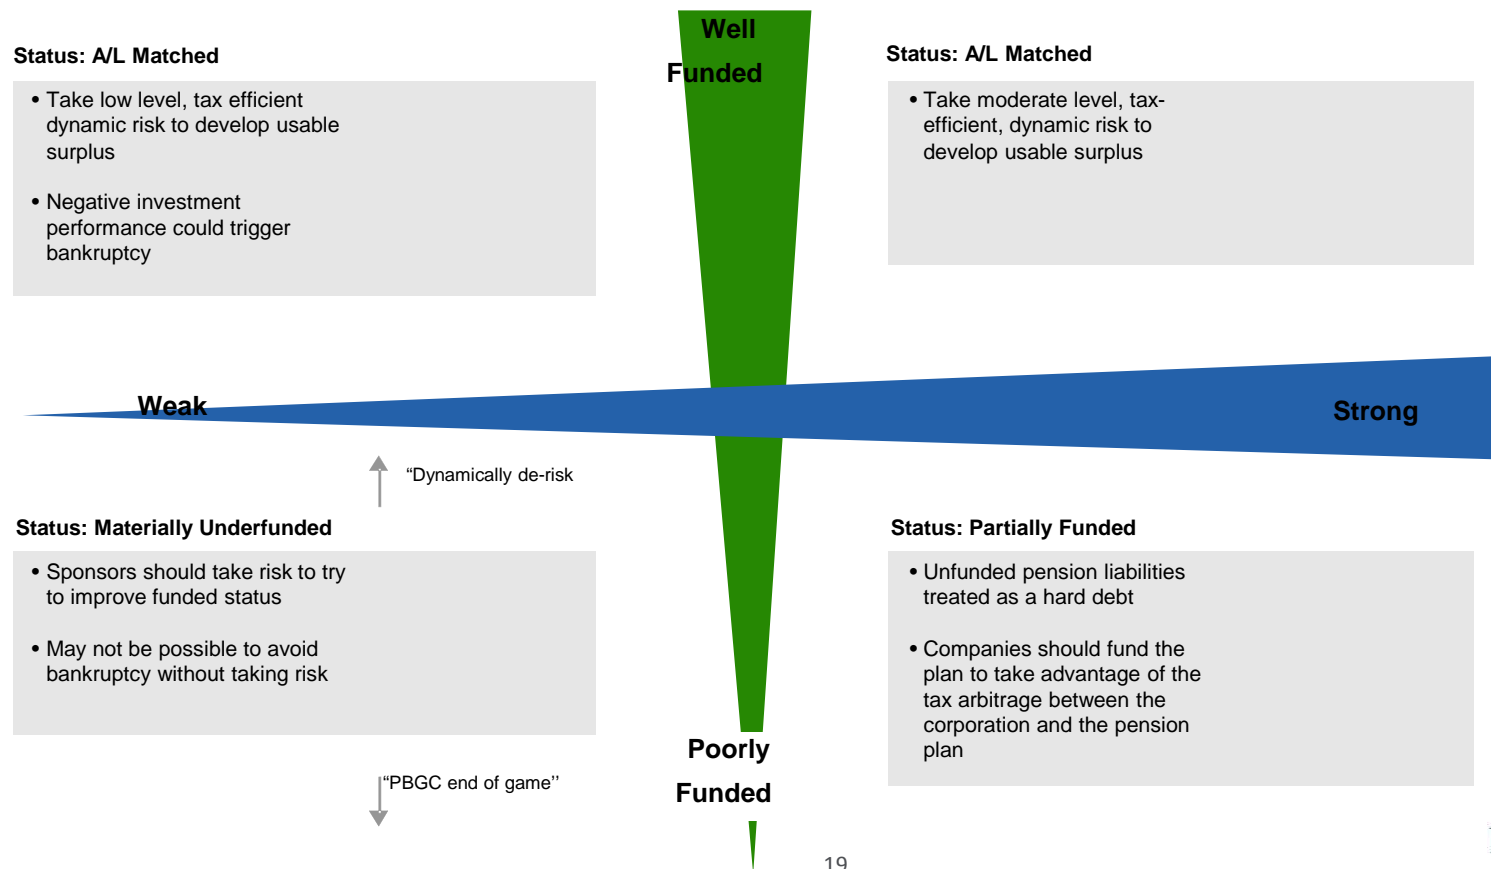 Well
Funded
Status: A/L Matched
• Take low level, tax efficient
dynamic risk to develop usable
surplus
• Negative investment
performance could trigger
bankruptcy
Status: A/L Matched
• Take moderate level, tax-
efficient, dynamic risk to
develop usable surplus
Weak
Strong
“Dynamically de-risk
Status: Materially Underfunded
• Sponsors should take risk to try
to improve funded status
• May not be possible to avoid
bankruptcy without taking risk
Status: Partially Funded
• Unfunded pension liabilities
treated as a hard debt
• Companies should fund the
plan to take advantage of the
tax arbitrage between the
corporation and the pension
plan
Poorly
Funded
“PBGC end of game’’
19